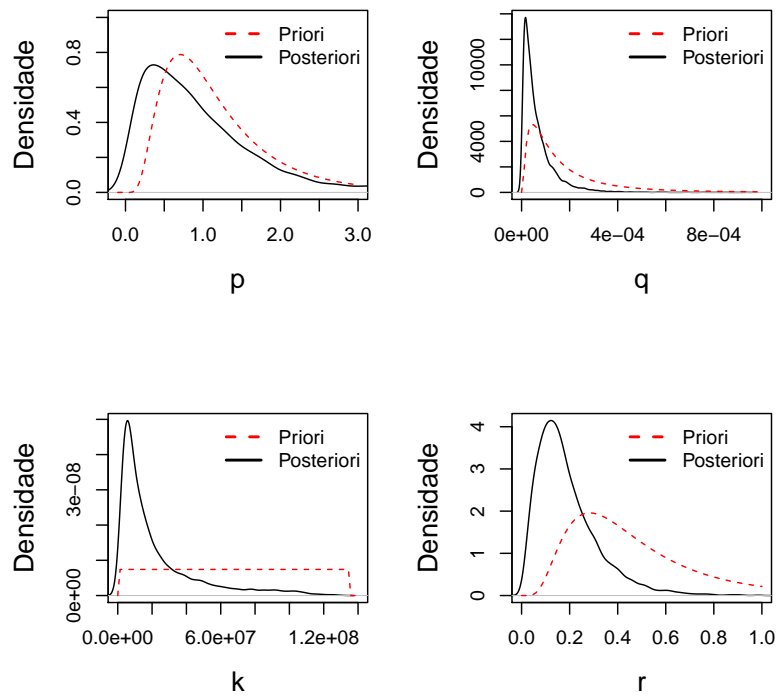 Densidade
0.0 0.4 0.8
Priori
Posteriori
0.0 1.0 2.0 3.0
p
Densidade
0 4000 10000
Priori
Posteriori
0e+00 4e−04 8e−04
q
Densidade
0e+00 3e−08
Priori
Posteriori
0.0e+00 6.0e+07 1.2e+08
k
Densidade
0 1 2 3 4
Priori
Posteriori
0.0 0.2 0.4 0.6 0.8 1.0
r